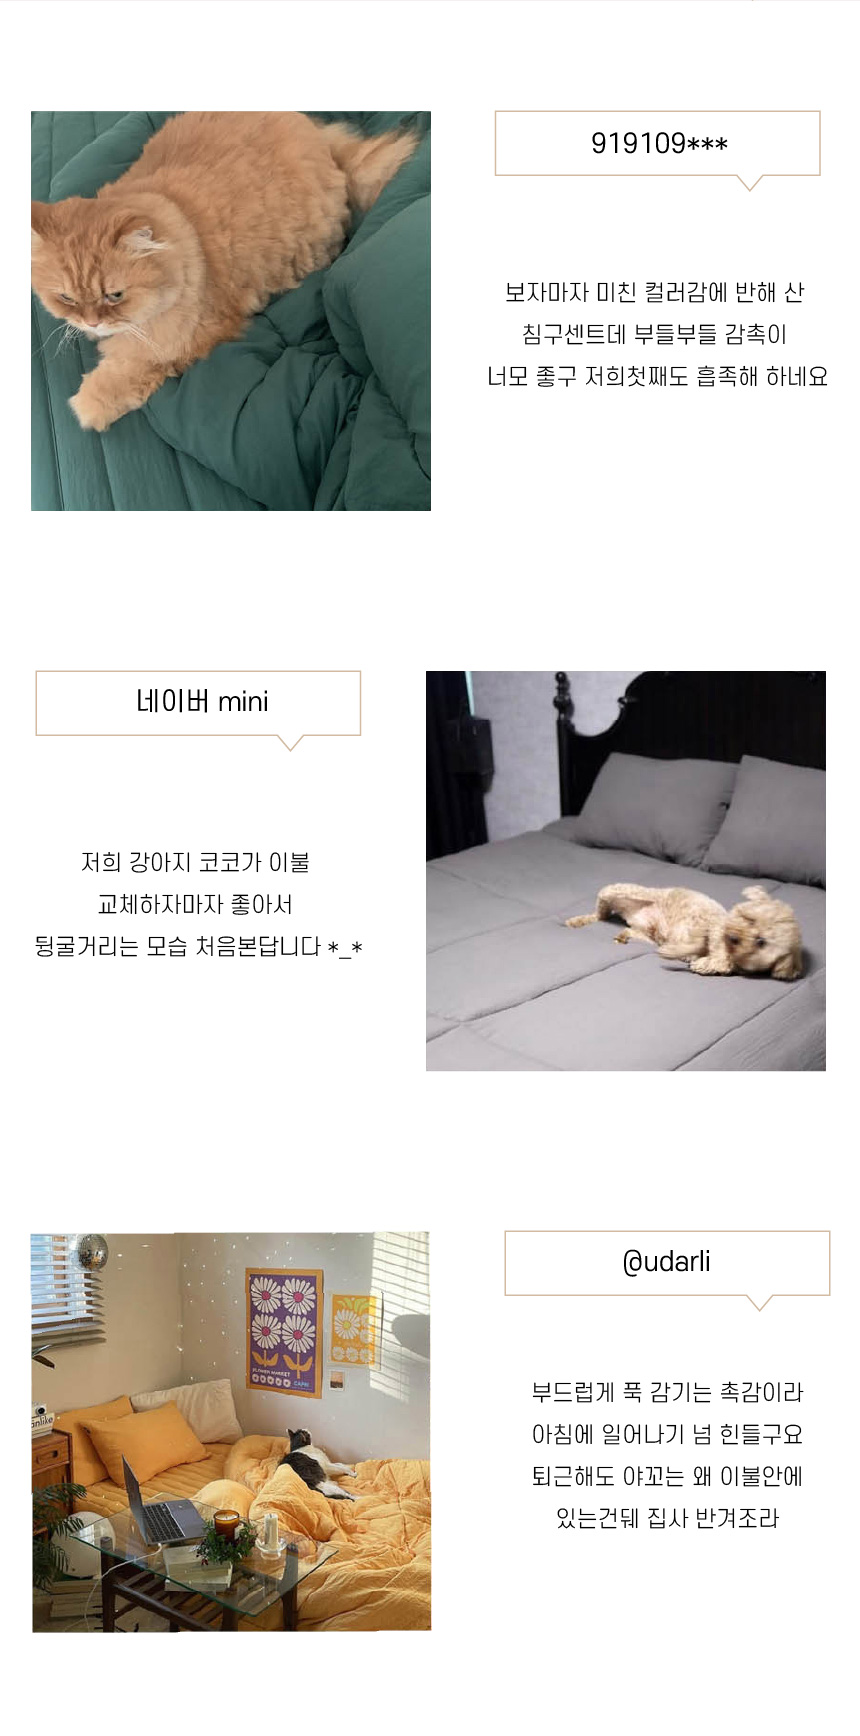 919109***
보자마자 미친 컬러감에 반해 산
침구센트데 부들부들 감촉이
너모 좋구 저희첫째도 흡족해 하네요
네이버 mini
저희 강아지 코코가 이불
교체하자마자 좋아서
뒹굴거리는 모습 처음본답니다 *_*
@udarli
부드럽게 푹 감기는 촉감이라
아침에 일어나기 넘 힌들구요
퇴근해도 야꼬는 왜 이불안에
있는건뒈 집사 반겨조라
FLOWER MARKET
CAPRI